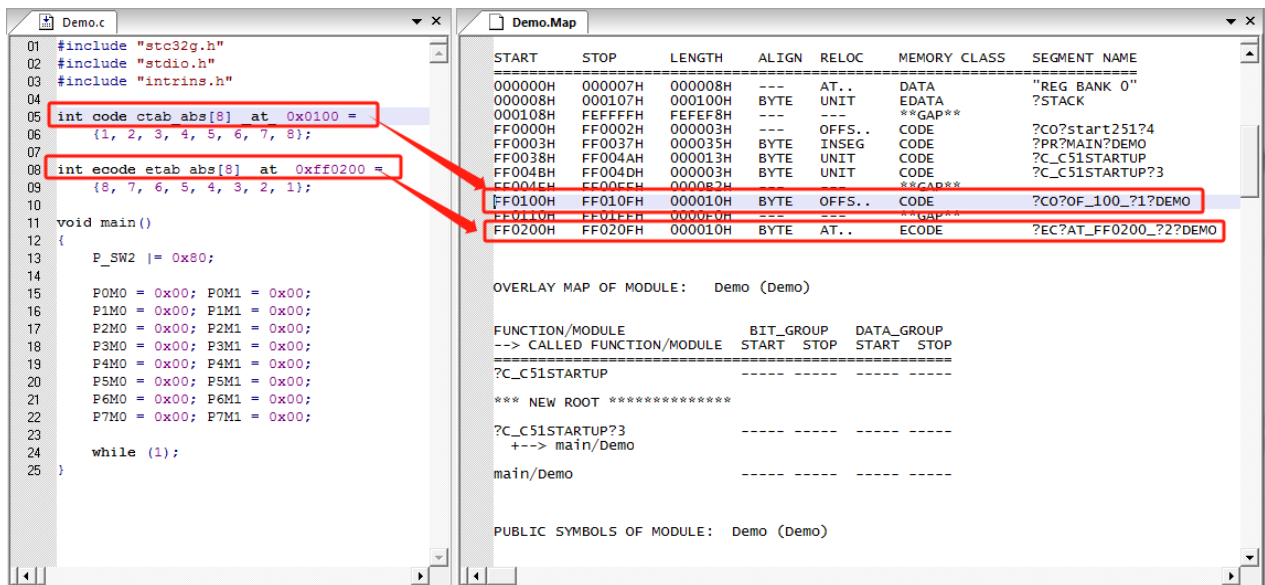 Demo.c
01 #include "stc32g.h"
02 #include "stdio.h"
03 #include "intrins.h"
04
05 int code ctab_abs[8] _at_ 0x0100 =
06     {1, 2, 3, 4, 5, 6, 7, 8};
07
08 int ecode etab_abs[8] _at_ 0xff0200 =
09     {8, 7, 6, 5, 4, 3, 2, 1};
10
11 void main()
12 {
13     P_SW2 |= 0x80;
14
15     P0M0 = 0x00; P0M1 = 0x00;
16     P1M0 = 0x00; P1M1 = 0x00;
17     P2M0 = 0x00; P2M1 = 0x00;
18     P3M0 = 0x00; P3M1 = 0x00;
19     P4M0 = 0x00; P4M1 = 0x00;
20     P5M0 = 0x00; P5M1 = 0x00;
21     P6M0 = 0x00; P6M1 = 0x00;
22     P7M0 = 0x00; P7M1 = 0x00;
23
24     while (1);
25 }
Demo.Map
START STOP LENGTH ALIGN RELOC MEMORY CLASS SEGMENT NAME
=========================================================================
000000H 000007H 000008H --- AT.. DATA "REG BANK 0"
000008H 000107H 000100H BYTE UNIT EDATA ?STACK
000108H FEFFFFH FEFEF8H --- --- **GAP**
FF0000H FF0002H 000003H --- OFFS.. CODE ?CO?start251?4
FF0003H FF0037H 000035H BYTE INSEG CODE ?PR?MAIN?DEMO
FF0038H FF004AH 000013H BYTE UNIT CODE ?C_C51STARTUP
FF004BH FF004DH 000003H BYTE UNIT CODE ?C_C51STARTUP?3
FF004EH FF00FFH 0000B2H --- --- **GAP**
FF0100H FF010FH 000010H BYTE OFFS.. CODE ?CO?OF_100_?1?DEMO
FF0110H FF01FFH 0000F0H --- --- **GAP**
FF0200H FF020FH 000010H BYTE AT.. ECODE ?EC?AT_FF0200_?2?DEMO
OVERLAY MAP OF MODULE: Demo (Demo)
FUNCTION/MODULE BIT_GROUP DATA_GROUP
--> CALLED FUNCTION/MODULE START STOP START STOP
====================================================
?C_C51STARTUP ----- ----- ----- -----
*** NEW ROOT **************
?C_C51STARTUP?3 ----- ----- ----- -----
+--> main/Demo
main/Demo ----- ----- ----- -----
PUBLIC SYMBOLS OF MODULE: Demo (Demo)